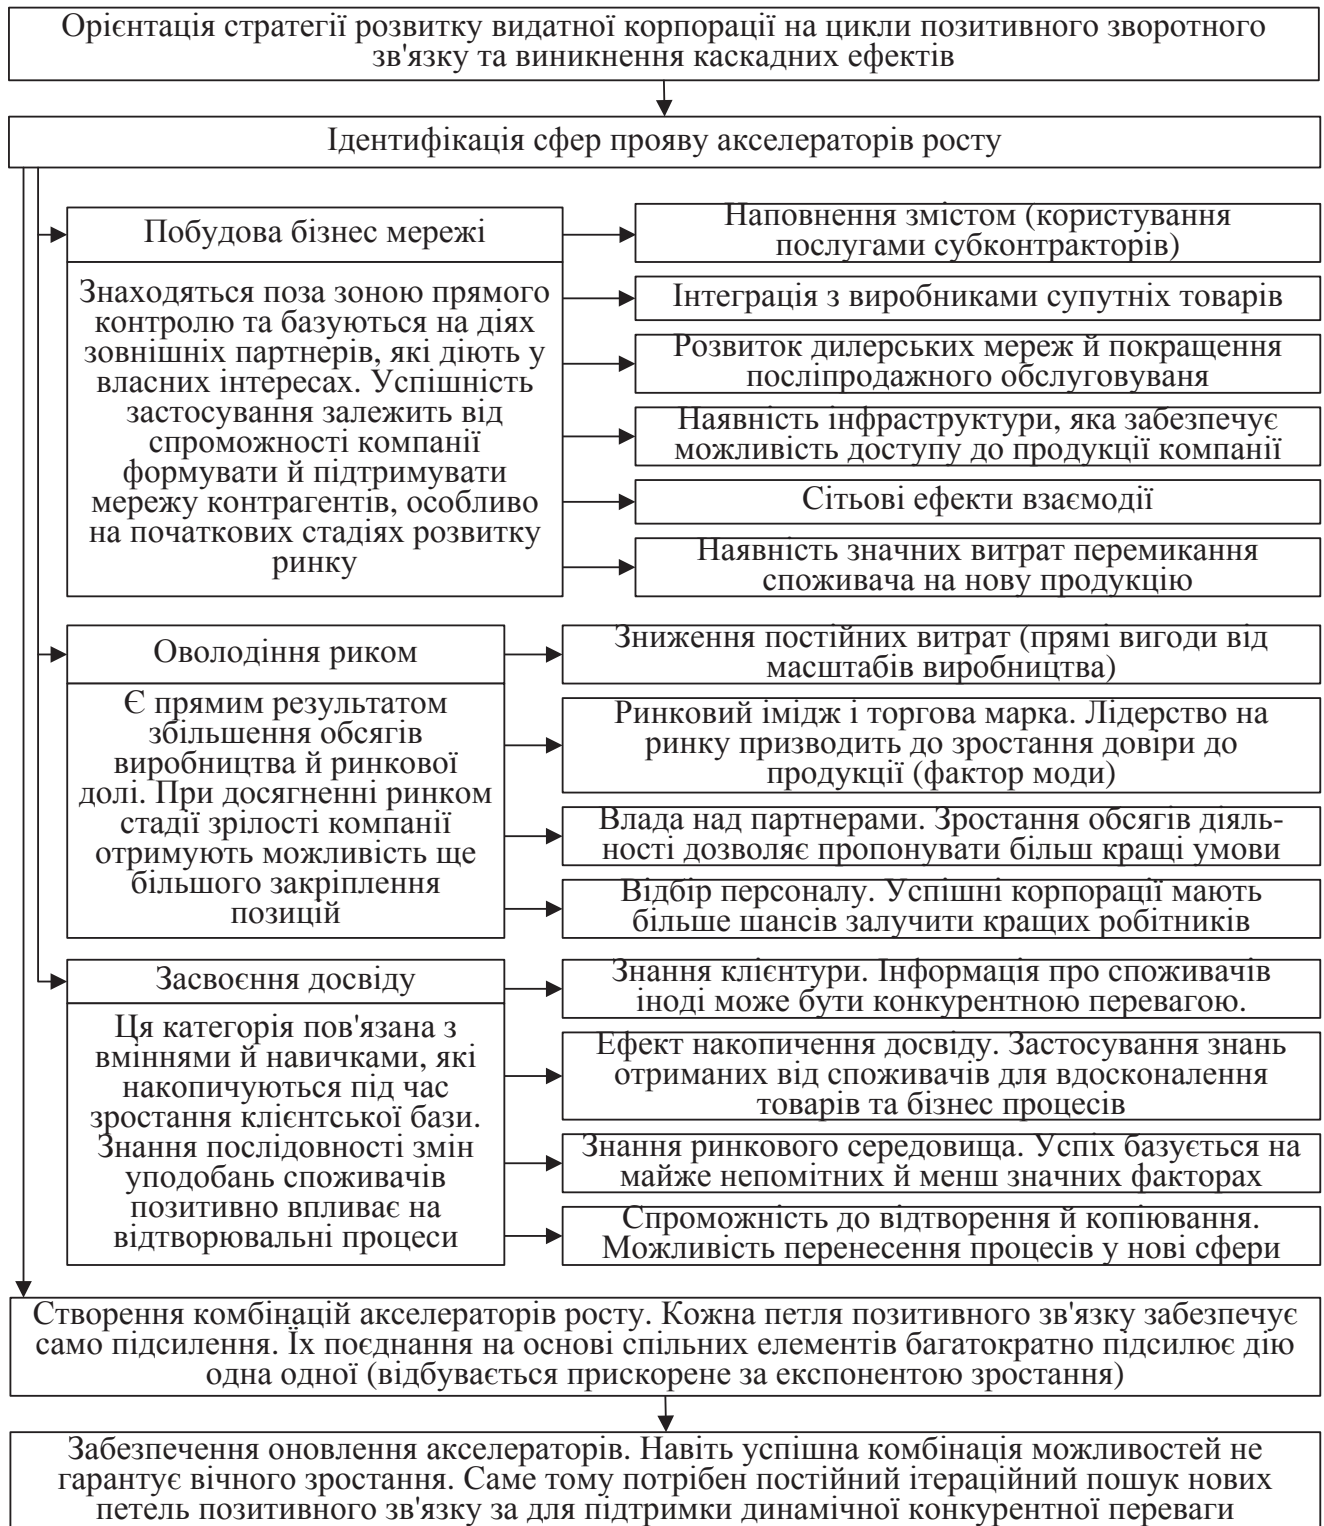 Орієнтація стратегії розвитку видатної корпорації на цикли позитивного зворотного
зв'язку та виникнення каскадних ефектів
Ідентифікація сфер прояву акселераторів росту
Побудова бізнес мережі
Знаходяться поза зоною прямого
контролю та базуються на діях
зовнішніх партнерів, які діють у
власних інтересах. Успішність
застосування залежить від
спроможності компанії
формувати й підтримувати
мережу контрагентів, особливо
на початкових стадіях розвитку
ринку
Наповнення змістом (користування
послугами субконтракторів)
Інтеграція з виробниками супутніх товарів
Розвиток дилерських мереж й покращення
посліпродажного обслуговуваня
Наявність інфраструктури, яка забезпечує
можливість доступу до продукції компанії
Сітьові ефекти взаємодії
Наявність значних витрат перемикання
споживача на нову продукцію
Оволодіння риком
Є прямим результатом
збільшення обсягів
виробництва й ринкової
долі. При досягненні ринком
стадії зрілості компанії
отримують можливість ще
більшого закріплення
позицій
Зниження постійних витрат (прямі вигоди від
масштабів виробництва)
Ринковий імідж і торгова марка. Лідерство на
ринку призводить до зростання довіри до
продукції (фактор моди)
Влада над партнерами. Зростання обсягів діяль-
ності дозволяє пропонувати більш кращі умови
Відбір персоналу. Успішні корпорації мають
більше шансів залучити кращих робітників
Засвоєння досвіду
Ця категорія пов'язана з
вміннями й навичками, які
накопичуються під час
зростання клієнтської бази.
Знання послідовності змін
уподобань споживачів
позитивно впливає на
відтворювальні процеси
Знання клієнтури. Інформація про споживачів
іноді може бути конкурентною перевагою.
Ефект накопичення досвіду. Застосування знань
отриманих від споживачів для вдосконалення
товарів та бізнес процесів
Знання ринкового середовища. Успіх базується на
майже непомітних й менш значних факторах
Спроможність до відтворення й копіювання.
Можливість перенесення процесів у нові сфери
Створення комбінацій акселераторів росту. Кожна петля позитивного зв'язку забезпечує
само підсилення. Їх поєднання на основі спільних елементів багатократно підсилює дію
одна одної (відбувається прискорене за експонентою зростання)
Забезпечення оновлення акселераторів. Навіть успішна комбінація можливостей не
гарантує вічного зростання. Саме тому потрібен постійний ітераційний пошук нових
петель позитивного зв'язку за для підтримки динамічної конкурентної переваги